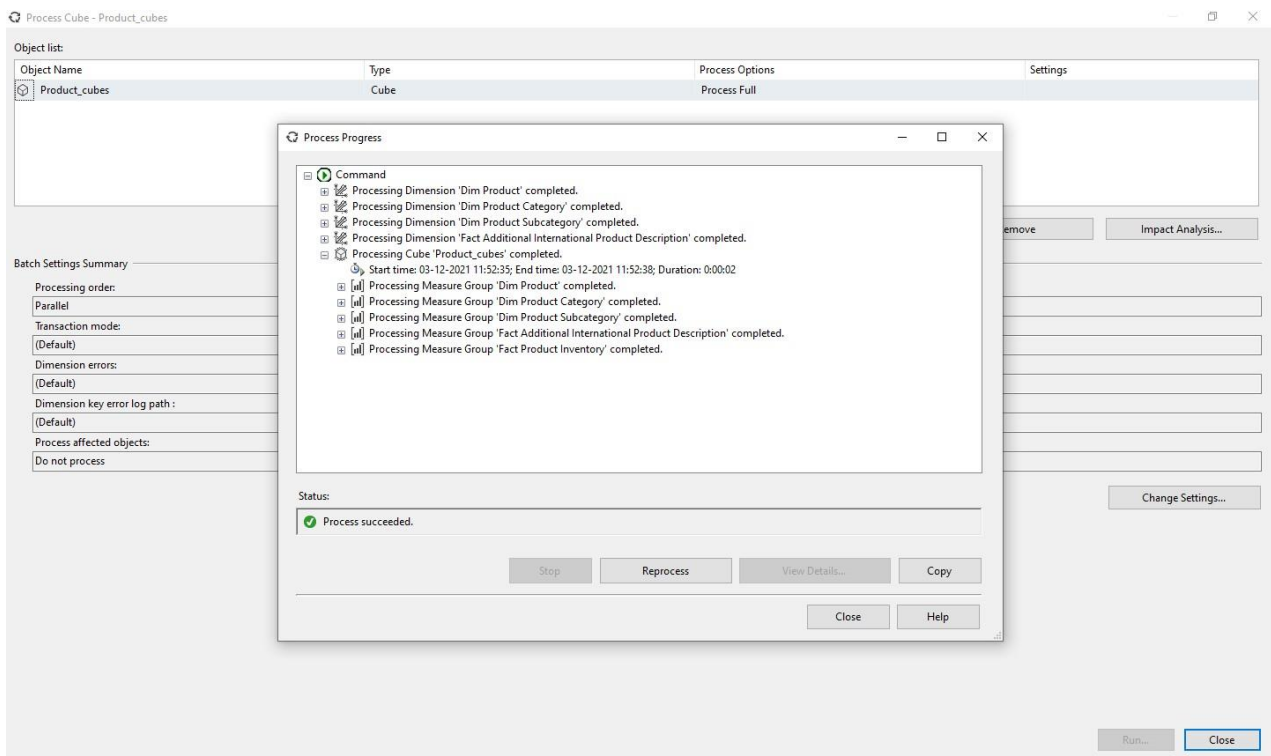 Process Cube - Product_cubes
Object list:
Object Name Type Process Options Settings
Product_cubes Cube Process Full
Process Progress
Command
Processing Dimension 'Dim Product' completed.
Processing Dimension 'Dim Product Category' completed.
Processing Dimension 'Dim Product Subcategory' completed.
Processing Dimension 'Fact Additional International Product Description' completed.
Processing Cube 'Product_cubes' completed.
Start time: 03-12-2021 11:52:35; End time: 03-12-2021 11:52:38; Duration: 0:00:02
Processing Measure Group 'Dim Product' completed.
Processing Measure Group 'Dim Product Category' completed.
Processing Measure Group 'Dim Product Subcategory' completed.
Processing Measure Group 'Fact Additional International Product Description' completed.
Processing Measure Group 'Fact Product Inventory' completed.
Status:
Process succeeded.
Stop Reprocess View Details... Copy
Close Help
emove Impact Analysis...
Batch Settings Summary
Processing order:
Parallel
Transaction mode:
(Default)
Dimension errors:
(Default)
Dimension key error log path :
(Default)
Process affected objects:
Do not process
Change Settings...
Run... Close